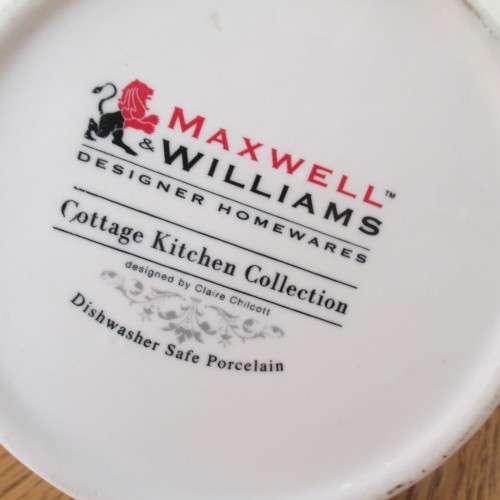 MAXWELL™
& WILLIAMS
DESIGNER HOMEWARES
Cottage Kitchen Collection
designed by Claire Chilcott
Dishwasher Safe Porcelain